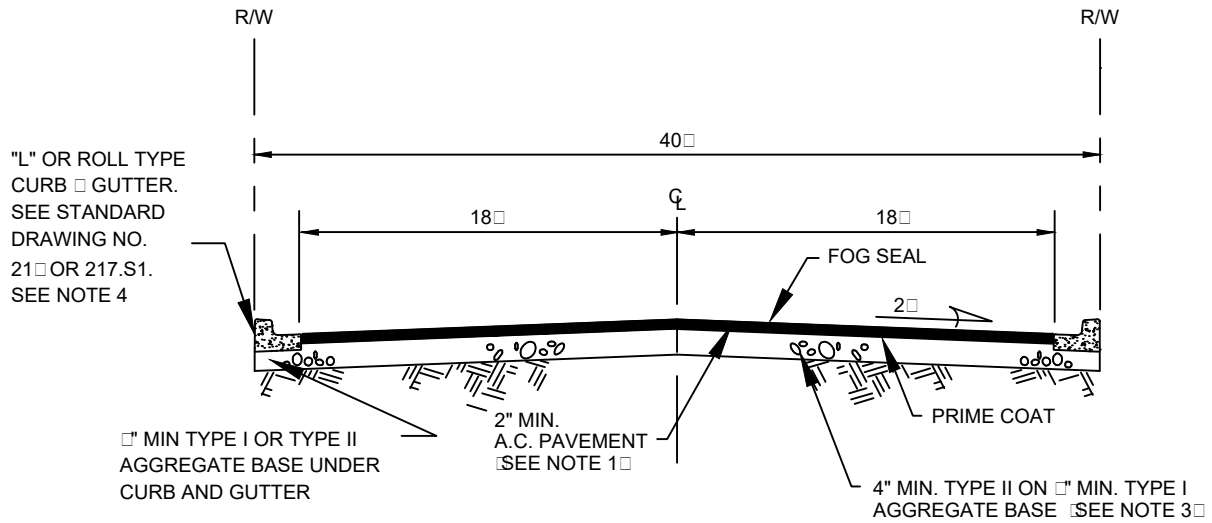 R/W
R/W
40□
"L" OR ROLL TYPE
CURB □ GUTTER.
SEE STANDARD
DRAWING NO.
21□ OR 217.S1.
SEE NOTE 4
18□
℄
18□
FOG SEAL
2□
□" MIN TYPE I OR TYPE II
AGGREGATE BASE UNDER
CURB AND GUTTER
2" MIN.
A.C. PAVEMENT
□SEE NOTE 1□
PRIME COAT
4" MIN. TYPE II ON □" MIN. TYPE I
AGGREGATE BASE □SEE NOTE 3□